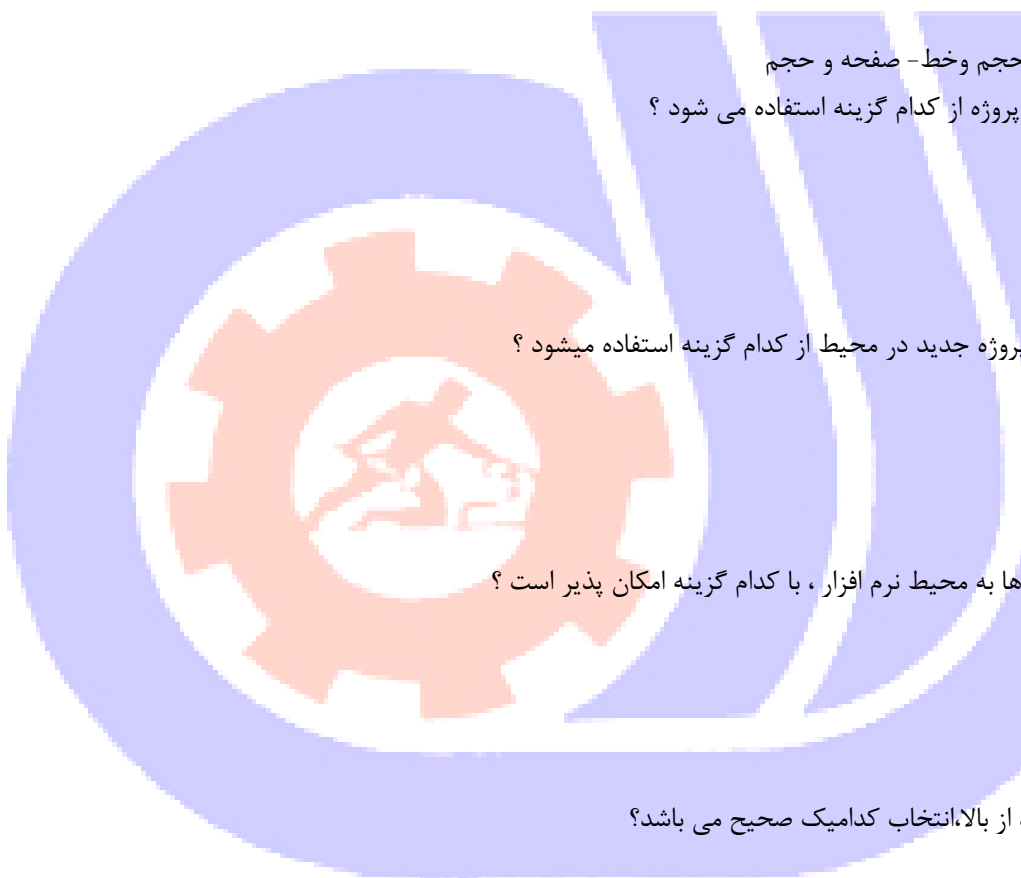 حجم وخط- صفحه و حجم
پروژه از کدام گزینه استفاده می شود ؟
پروژه جدید در محیط از کدام گزینه استفاده میشود ؟
ها به محیط نرم افزار ، با کدام گزینه امکان پذیر است ؟
از بالا،انتخاب کدامیک صحیح می باشد؟